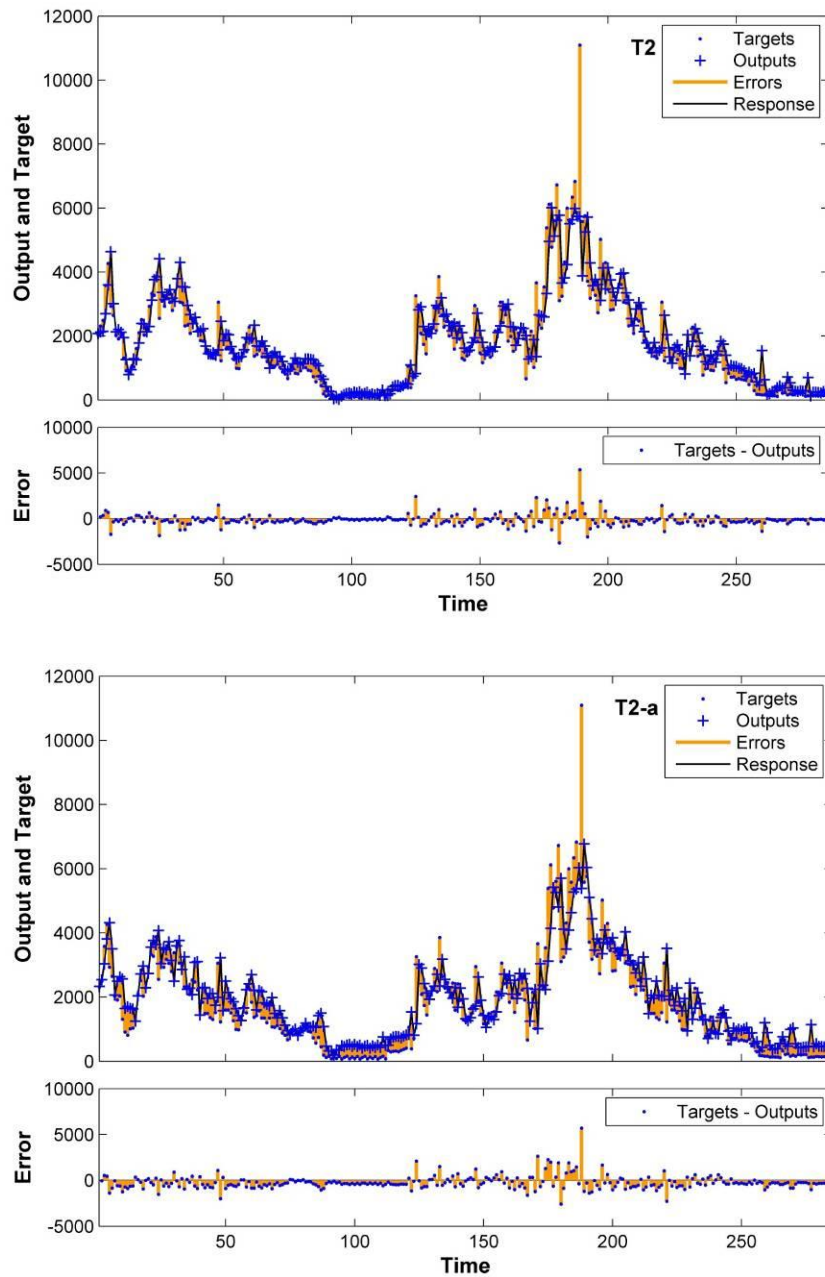 12000
10000
8000
6000
4000
2000
0
Output and Target
T2
Targets
Outputs
Errors
Response
10000
5000
0
-5000
Error
Targets - Outputs
50
100
150
200
250
Time
12000
10000
8000
6000
4000
2000
0
Output and Target
T2-a
Targets
Outputs
Errors
Response
10000
5000
0
-5000
Error
Targets - Outputs
50
100
150
200
250
Time